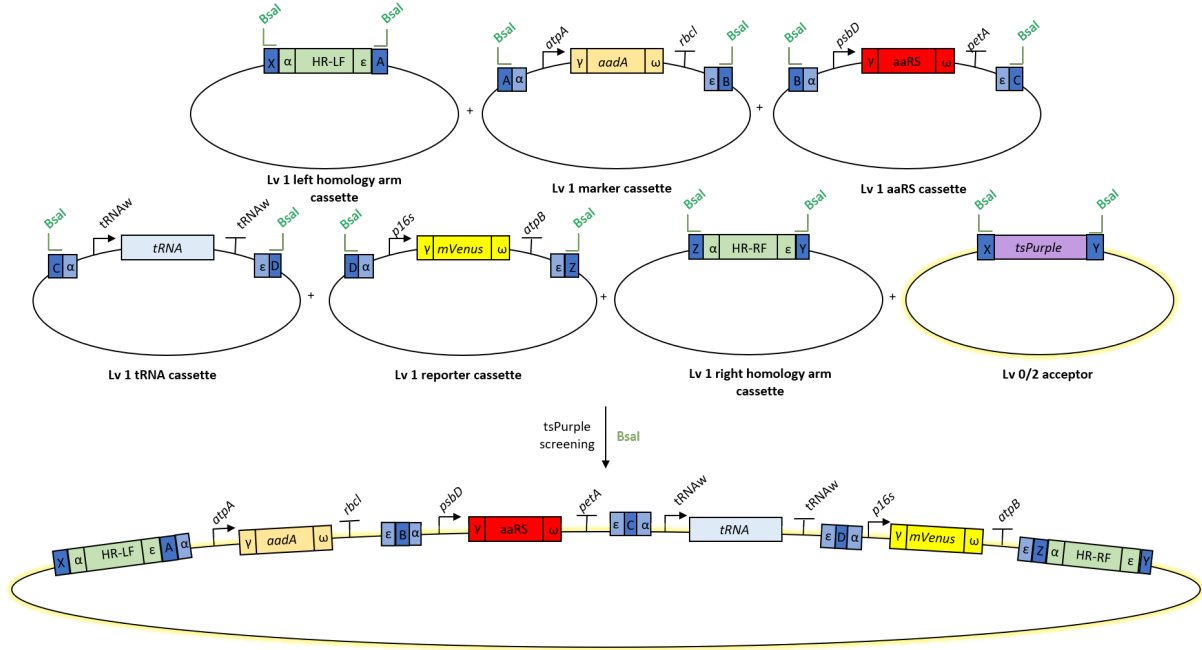 BsaI BsaI
X α HR-LF ε A
Lv 1 left homology arm
cassette
+
BsaI atpA rbcl BsaI
A α γ aadA ω ε B
Lv 1 marker cassette
+
BsaI psbD petA BsaI
B α γ aaRS ω ε C
Lv 1 aaRS cassette
BsaI tRNAw tRNAw BsaI
C α tRNA ε D
Lv 1 tRNA cassette
+
BsaI p16s atpB BsaI
D α γ mVenus ω ε Z
Lv 1 reporter cassette
+
BsaI BsaI
Z α HR-RF ε Y
Lv 1 right homology arm
cassette
+
BsaI BsaI
X tsPurple Y
Lv 0/2 acceptor
tsPurple
screening
BsaI
atpA rbcl psbD petA tRNAw tRNAw p16s atpB
X α HR-LF ε A α γ aadA ω ε B α γ aaRS ω ε C α tRNA ε D α γ mVenus ω ε Z α HR-RF ε Y